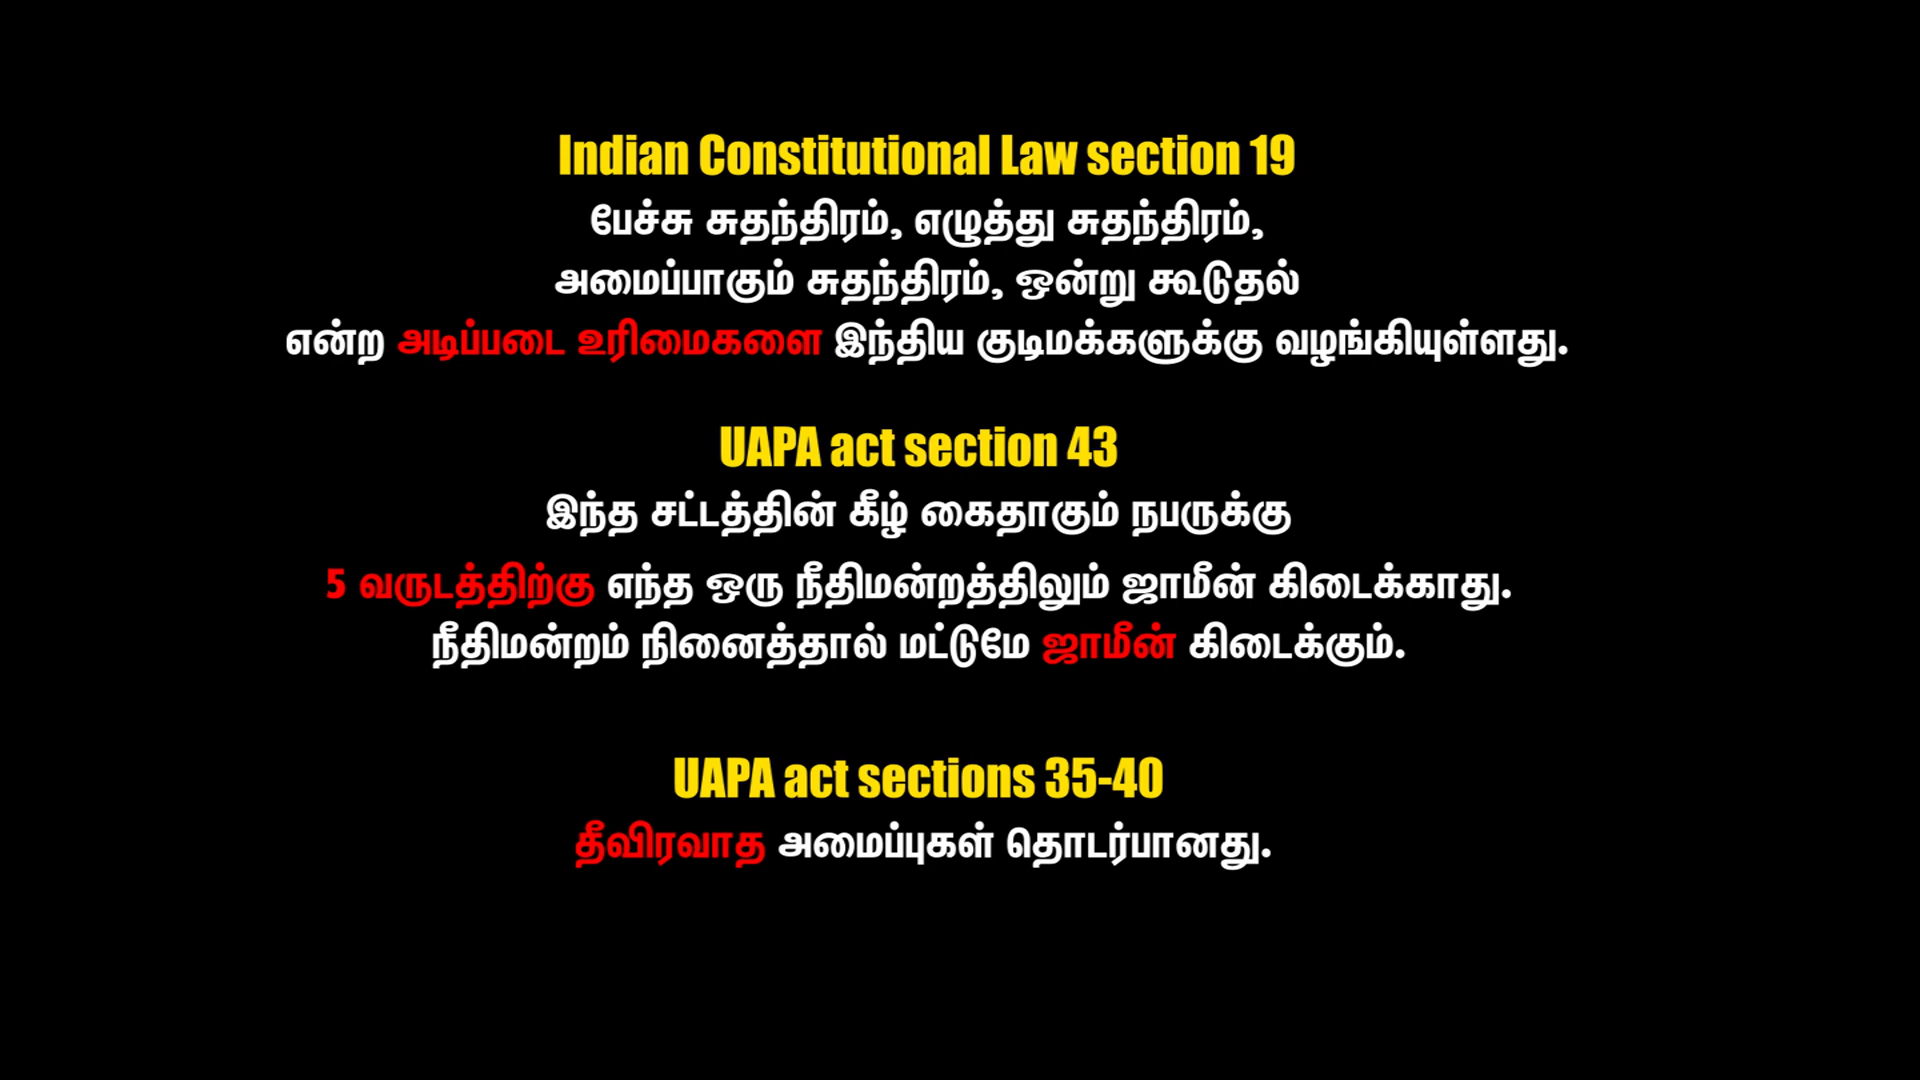 Indian Constitutional Law section 19
பேச்சு சுதந்திரம், எழுத்து சுதந்திரம்,
அமைப்பாகும் சுதந்திரம், ஒன்று கூடுதல்
என்ற அடிப்படை உரிமைகளை இந்திய குடிமக்களுக்கு வழங்கியுள்ளது.
UAPA act section 43
இந்த சட்டத்தின் கீழ் கைதாகும் நபருக்கு
5 வருடத்திற்கு எந்த ஒரு நீதிமன்றத்திலும் ஜாமீன் கிடைக்காது.
நீதிமன்றம் நினைத்தால் மட்டுமே ஜாமீன் கிடைக்கும்.
UAPA act sections 35-40
தீவிரவாத அமைப்புகள் தொடர்பானது.